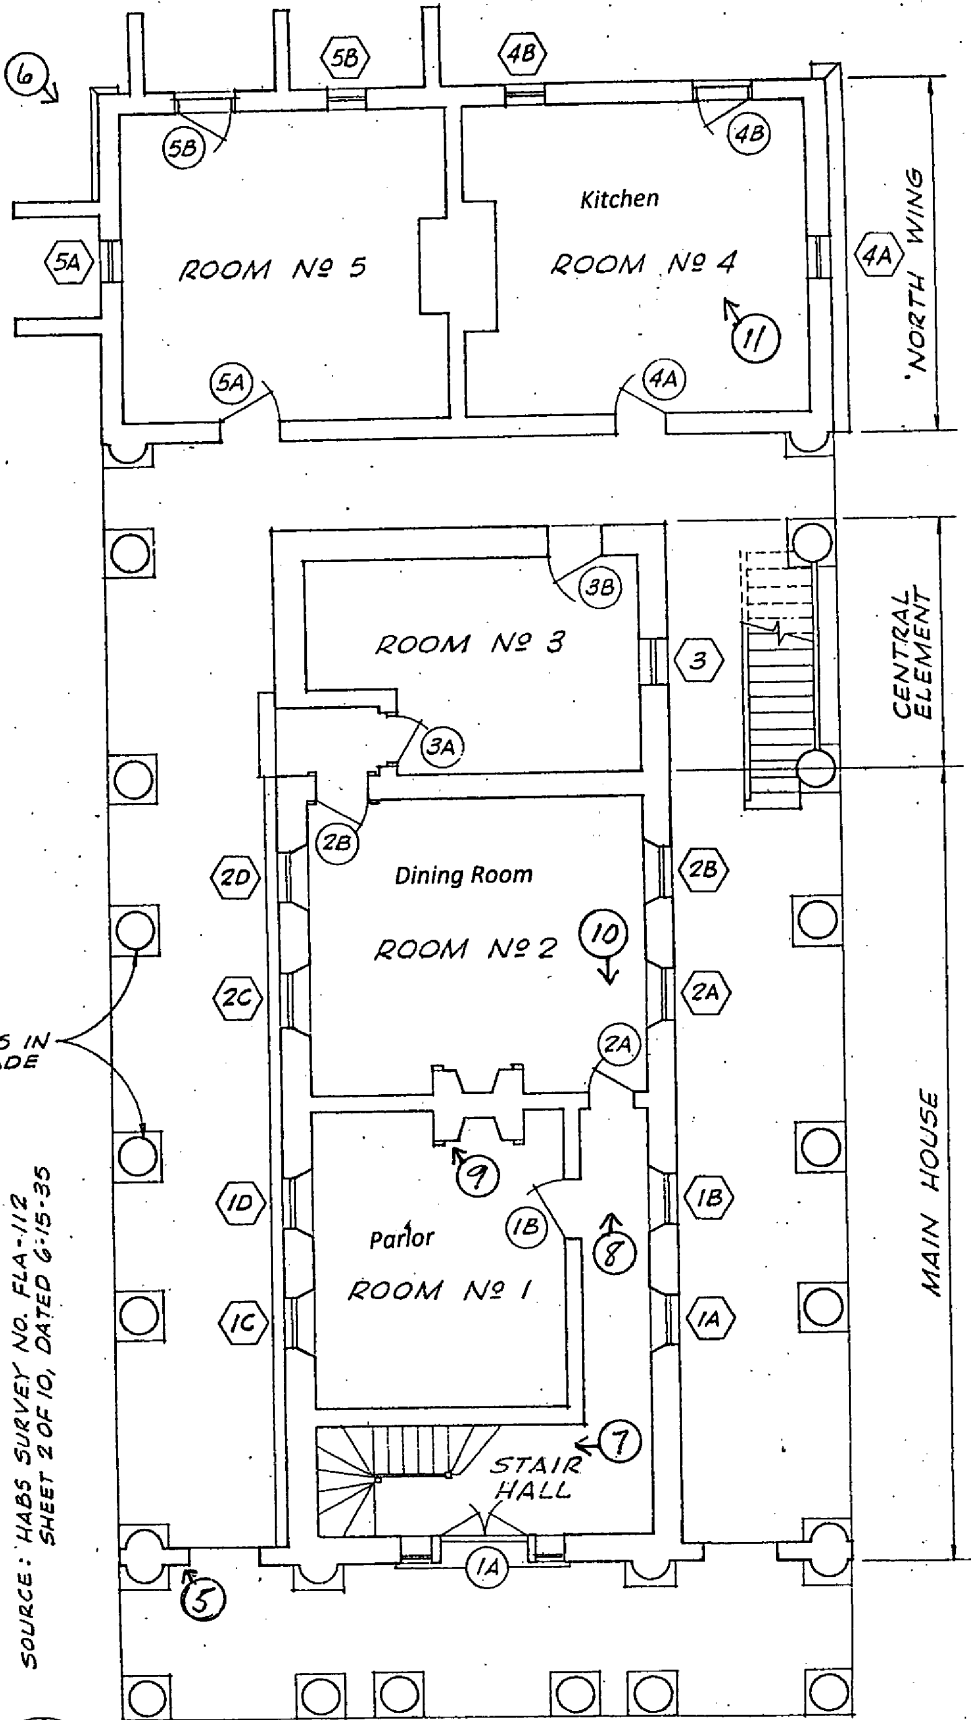 6
5B
4B
5B
4B
Kitchen
5A
ROOM Nº 5
ROOM Nº 4
4A
11
5A
4A
NORTH WING
3B
ROOM Nº 3
3
3A
CENTRAL
ELEMENT
2B
2D
Dining Room
2B
ROOM Nº 2
10
2C
2A
2A
S IN
ADE
9
1D
1B
1B
Parlor
8
ROOM Nº 1
1C
1A
MAIN HOUSE
7
STAIR
HALL
1A
5
SOURCE: HABS SURVEY NO. FLA-112
SHEET 2 OF 10, DATED 6-15-35